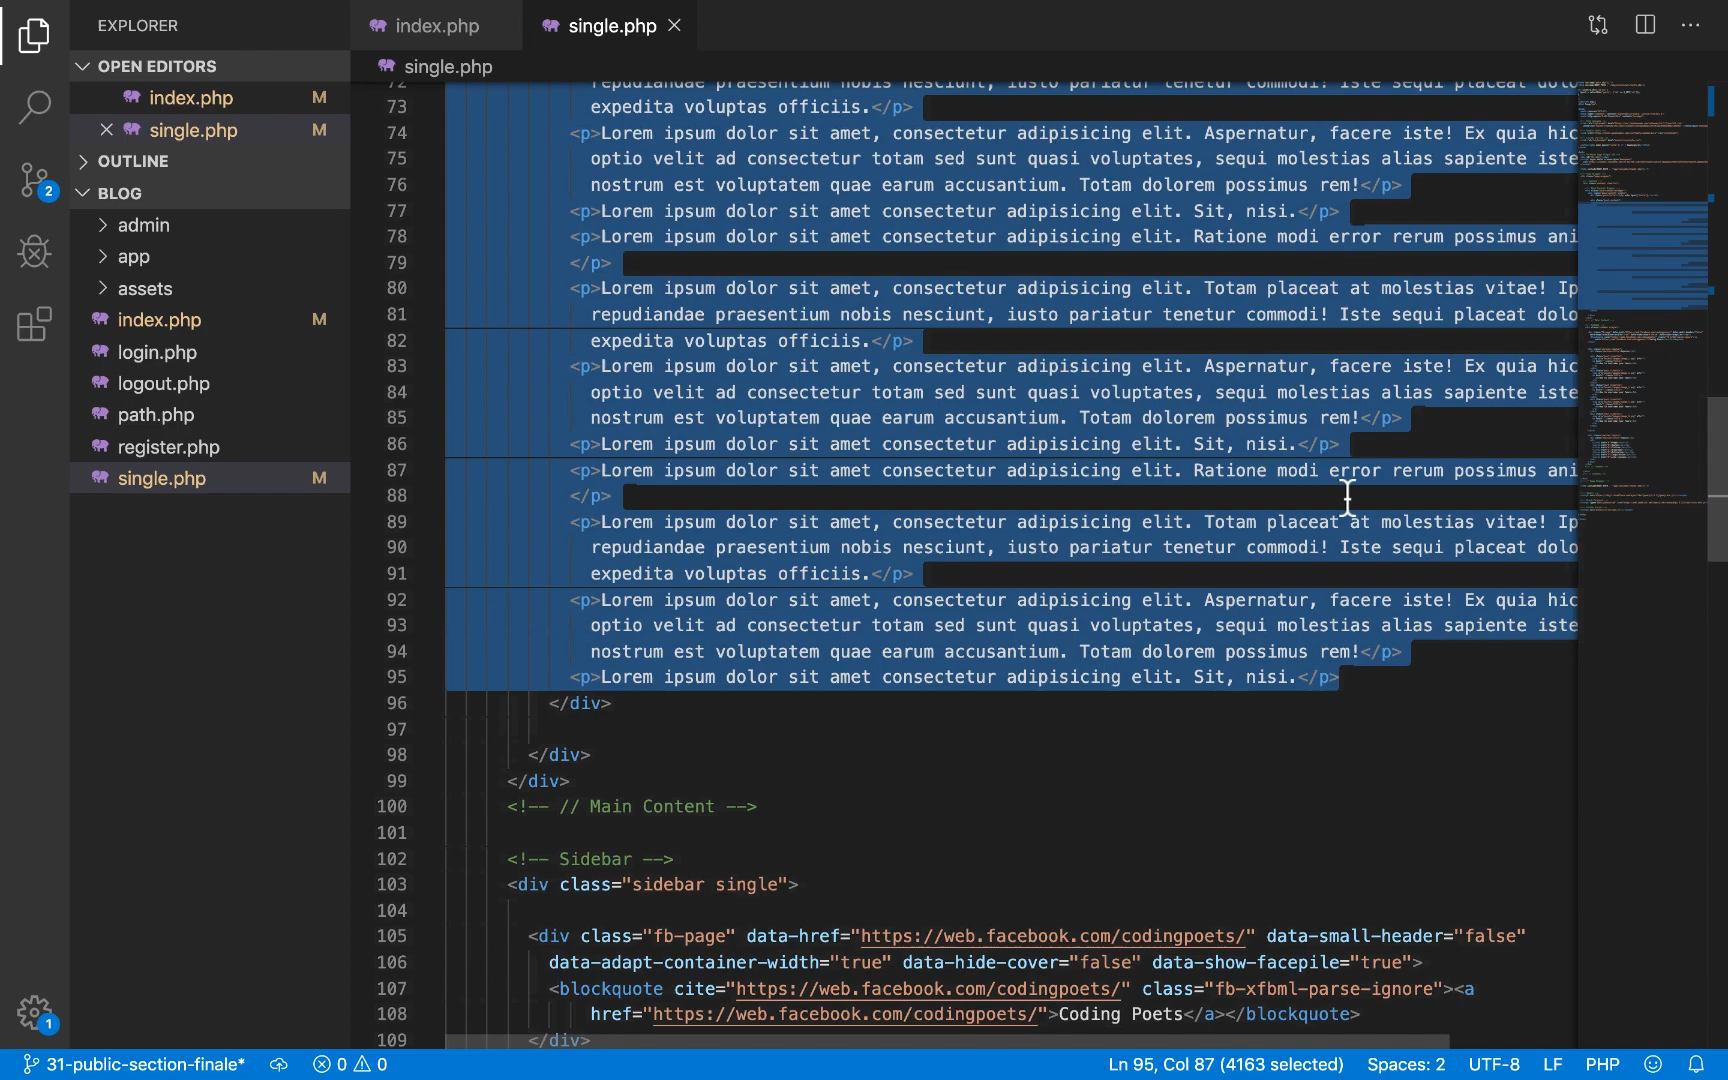 EXPLORER
index.php
single.php
OPEN EDITORS
single.php
index.php M
single.php M
OUTLINE
BLOG
admin
app
assets
index.php M
login.php
logout.php
path.php
register.php
single.php M
72 repudiandae praesentium nobis nesciunt, iusto pariatur tenetur commodi! Iste sequi placeat dolo
73 expedita voluptas officiis.</p>
74 <p>Lorem ipsum dolor sit amet, consectetur adipisicing elit. Aspernatur, facere iste! Ex quia hic
75 optio velit ad consectetur totam sed sunt quasi voluptates, sequi molestias alias sapiente iste
76 nostrum est voluptatem quae earum accusantium. Totam dolorem possimus rem!</p>
77 <p>Lorem ipsum dolor sit amet consectetur adipisicing elit. Sit, nisi.</p>
78 <p>Lorem ipsum dolor sit amet consectetur adipisicing elit. Ratione modi error rerum possimus ani
79 </p>
80 <p>Lorem ipsum dolor sit amet, consectetur adipisicing elit. Totam placeat at molestias vitae! Ip
81 repudiandae praesentium nobis nesciunt, iusto pariatur tenetur commodi! Iste sequi placeat dolo
82 expedita voluptas officiis.</p>
83 <p>Lorem ipsum dolor sit amet, consectetur adipisicing elit. Aspernatur, facere iste! Ex quia hic
84 optio velit ad consectetur totam sed sunt quasi voluptates, sequi molestias alias sapiente iste
85 nostrum est voluptatem quae earum accusantium. Totam dolorem possimus rem!</p>
86 <p>Lorem ipsum dolor sit amet consectetur adipisicing elit. Sit, nisi.</p>
87 <p>Lorem ipsum dolor sit amet consectetur adipisicing elit. Ratione modi error rerum possimus ani
88 </p>
89 <p>Lorem ipsum dolor sit amet, consectetur adipisicing elit. Totam placeat at molestias vitae! Ip
90 repudiandae praesentium nobis nesciunt, iusto pariatur tenetur commodi! Iste sequi placeat dolo
91 expedita voluptas officiis.</p>
92 <p>Lorem ipsum dolor sit amet, consectetur adipisicing elit. Aspernatur, facere iste! Ex quia hic
93 optio velit ad consectetur totam sed sunt quasi voluptates, sequi molestias alias sapiente iste
94 nostrum est voluptatem quae earum accusantium. Totam dolorem possimus rem!</p>
95 <p>Lorem ipsum dolor sit amet consectetur adipisicing elit. Sit, nisi.</p>
96 </div>
97
98 </div>
99 </div>
100 <!-- // Main Content -->
101
102 <!-- Sidebar -->
103 <div class="sidebar single">
104
105 <div class="fb-page" data-href="https://web.facebook.com/codingpoets/" data-small-header="false"
106 data-adapt-container-width="true" data-hide-cover="false" data-show-facepile="true">
107 <blockquote cite="https://web.facebook.com/codingpoets/" class="fb-xfbml-parse-ignore"><a
108 href="https://web.facebook.com/codingpoets/">Coding Poets</a></blockquote>
109 </div>
2
1
31-public-section-finale* 0 0 Ln 95, Col 87 (4163 selected) Spaces: 2 UTF-8 LF PHP